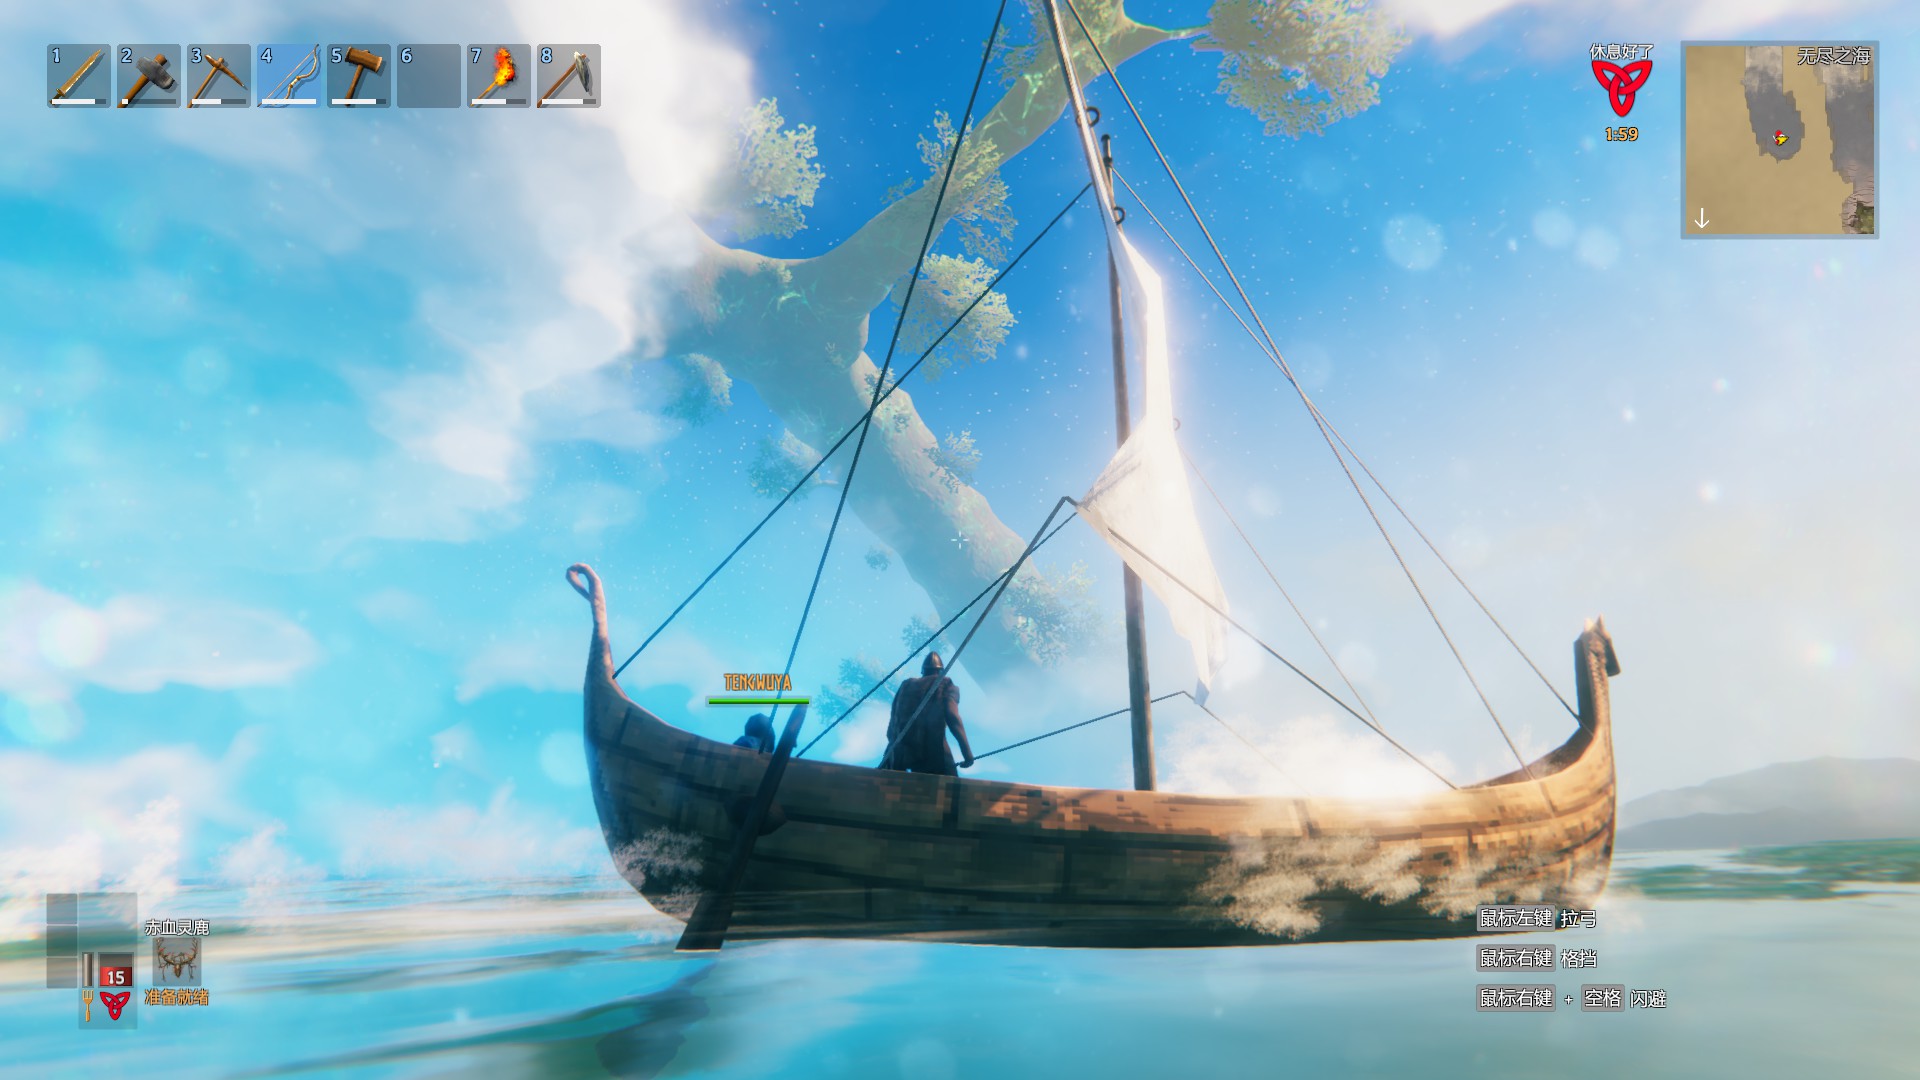 1 2 3 4 5 6 7 8
休息好了
1:59
无尽之海
TENGWUYA
赤血灵鹿
15
准备就绪
鼠标左键 拉弓
鼠标右键 格挡
鼠标右键 + 空格 闪避